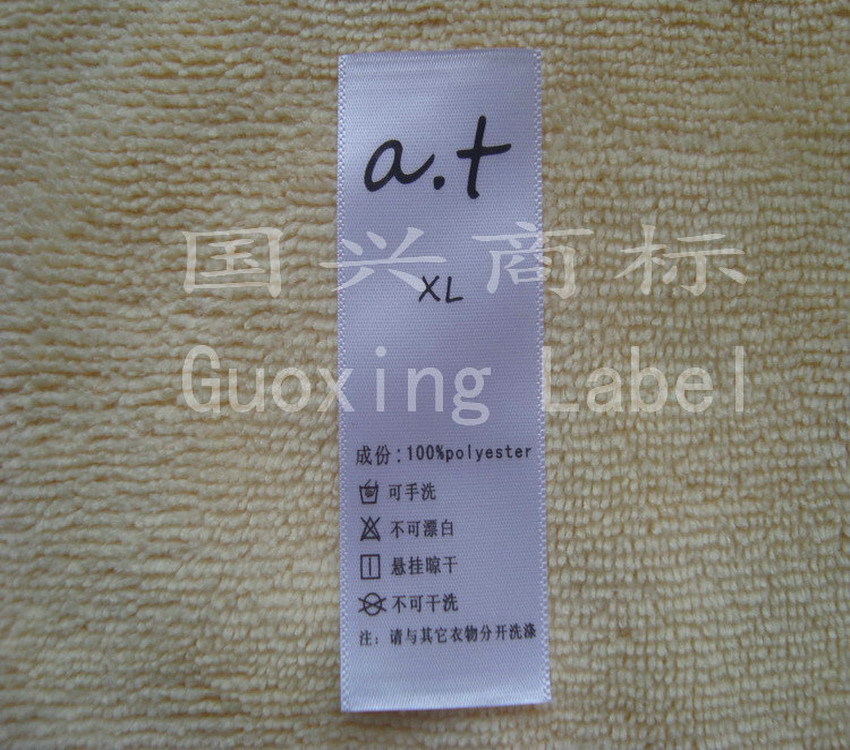 a.t
国兴商标
XL
Guoxing Label
成份:100%polyester
可手洗
不可漂白
悬挂晾干
不可干洗
注:请与其它衣物分开洗涤